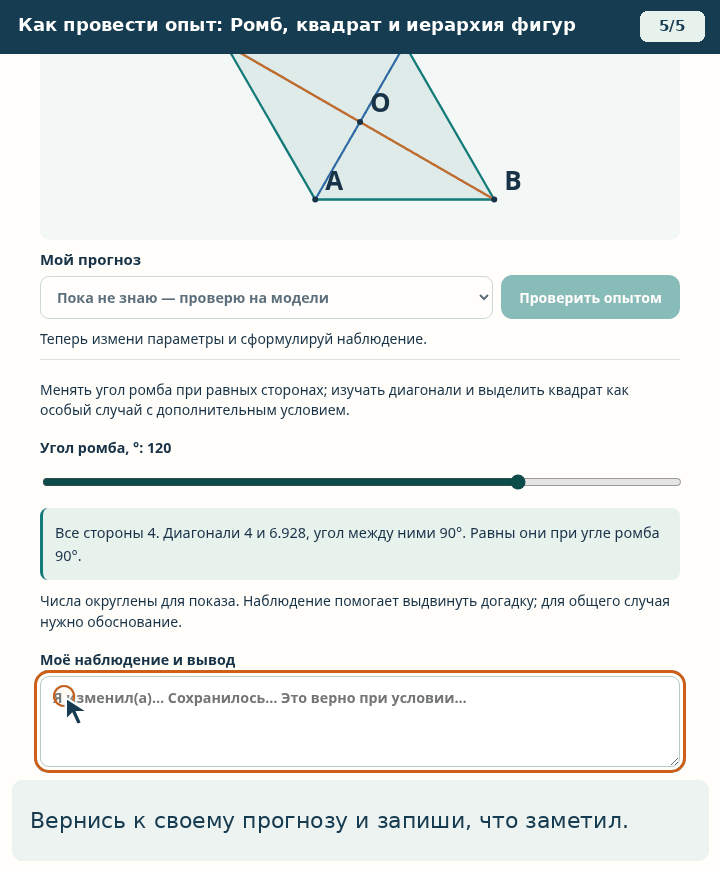 Как провести опыт: Ромб, квадрат и иерархия фигур
5/5
O
A
B
Мой прогноз
Пока не знаю — проверю на модели
Проверить опытом
Теперь измени параметры и сформулируй наблюдение.
Менять угол ромба при равных сторонах; изучать диагонали и выделить квадрат как
особый случай с дополнительным условием.
Угол ромба, °: 120
Все стороны 4. Диагонали 4 и 6.928, угол между ними 90°. Равны они при угле ромба
90°.
Числа округлены для показа. Наблюдение помогает выдвинуть догадку; для общего случая
нужно обоснование.
Моё наблюдение и вывод
Я изменил(а)... Сохранилось... Это верно при условии...
Вернись к своему прогнозу и запиши, что заметил.